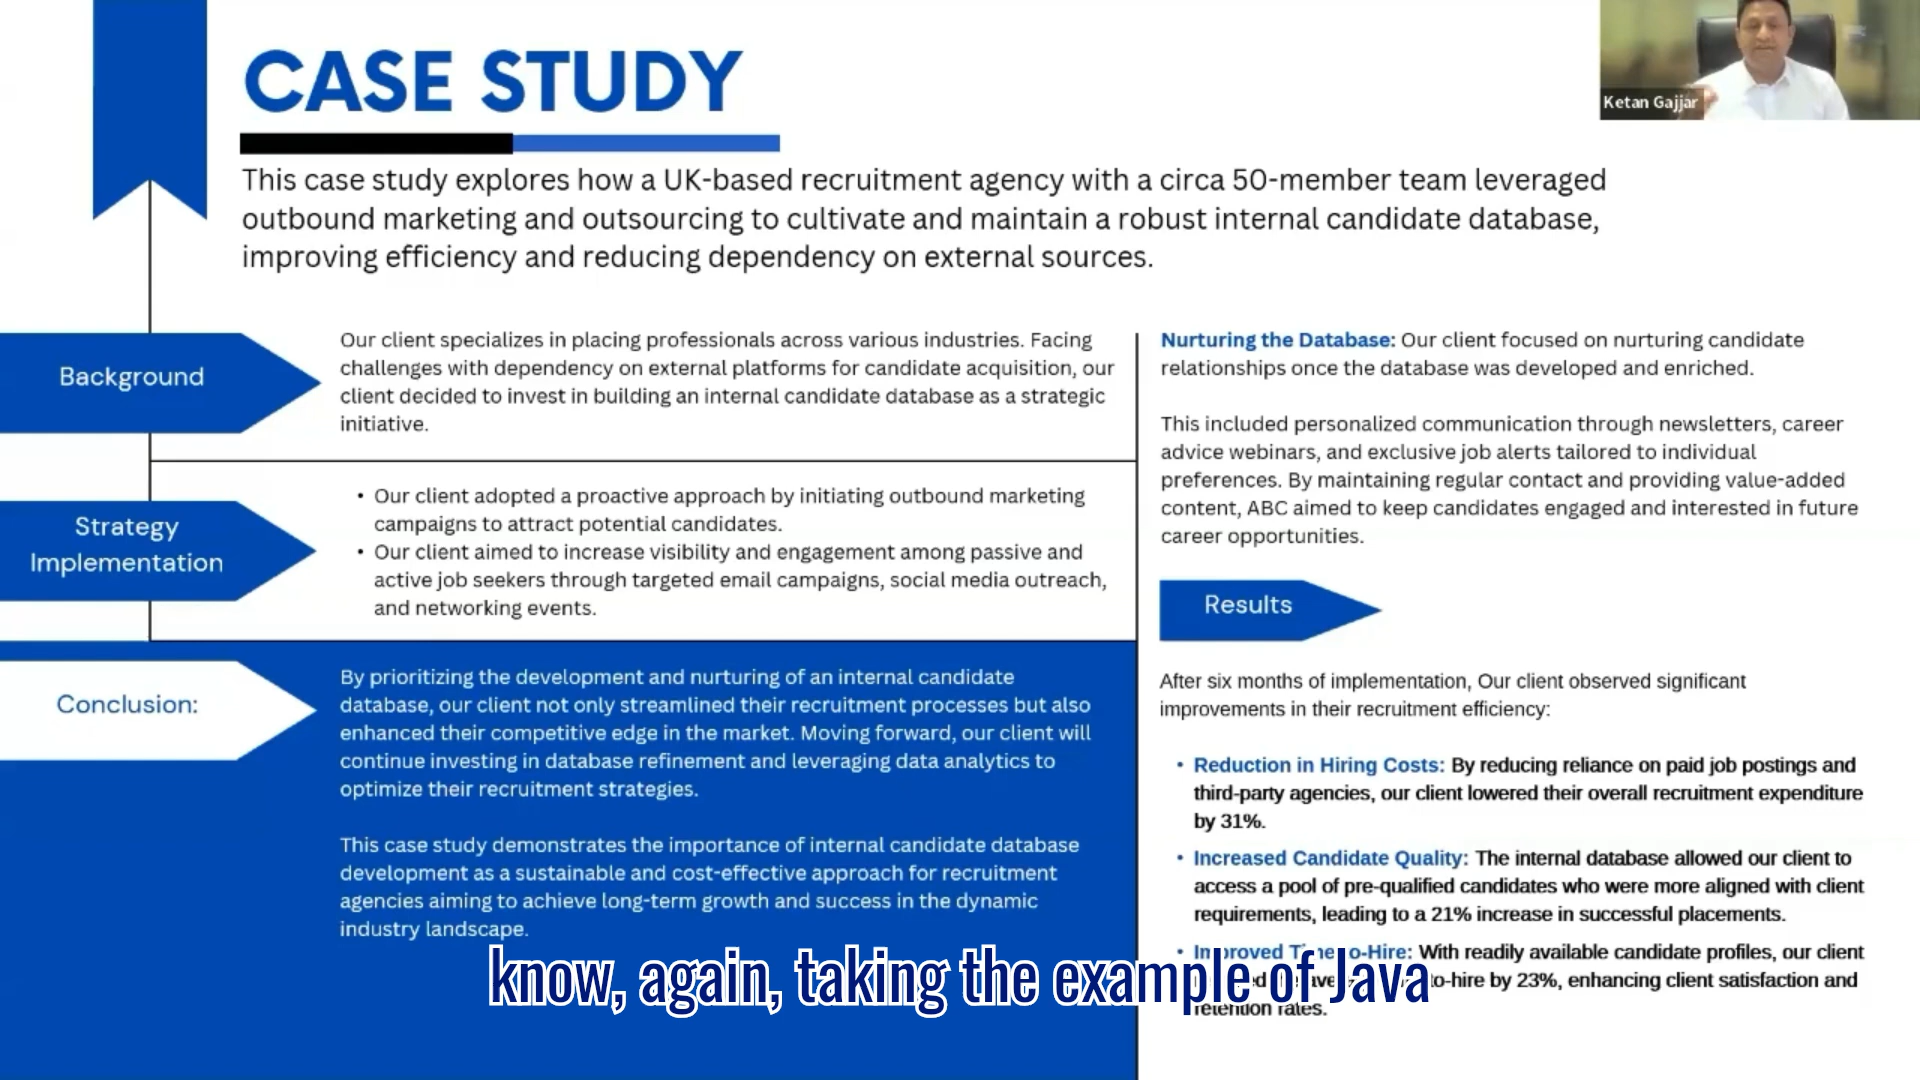 CASE STUDY
Ketan Gajjar
This case study explores how a UK-based recruitment agency with a circa 50-member team leveraged
outbound marketing and outsourcing to cultivate and maintain a robust internal candidate database,
improving efficiency and reducing dependency on external sources.
Background
Our client specializes in placing professionals across various industries. Facing
challenges with dependency on external platforms for candidate acquisition, our
client decided to invest in building an internal candidate database as a strategic
initiative.
Strategy
Implementation
• Our client adopted a proactive approach by initiating outbound marketing
campaigns to attract potential candidates.
• Our client aimed to increase visibility and engagement among passive and
active job seekers through targeted email campaigns, social media outreach,
and networking events.
Conclusion:
By prioritizing the development and nurturing of an internal candidate
database, our client not only streamlined their recruitment processes but also
enhanced their competitive edge in the market. Moving forward, our client will
continue investing in database refinement and leveraging data analytics to
optimize their recruitment strategies.
This case study demonstrates the importance of internal candidate database
development as a sustainable and cost-effective approach for recruitment
agencies aiming to achieve long-term growth and success in the dynamic
industry landscape.
Nurturing the Database: Our client focused on nurturing candidate
relationships once the database was developed and enriched.
This included personalized communication through newsletters, career
advice webinars, and exclusive job alerts tailored to individual
preferences. By maintaining regular contact and providing value-added
content, ABC aimed to keep candidates engaged and interested in future
career opportunities.
Results
After six months of implementation, Our client observed significant
improvements in their recruitment efficiency:
• Reduction in Hiring Costs: By reducing reliance on paid job postings and
third-party agencies, our client lowered their overall recruitment expenditure
by 31%.
• Increased Candidate Quality: The internal database allowed our client to
access a pool of pre-qualified candidates who were more aligned with client
requirements, leading to a 21% increase in successful placements.
• Improved Time-to-Hire: With readily available candidate profiles, our client
to-hire by 23%, enhancing client satisfaction and
retention rates.
know, again, taking the example of Java